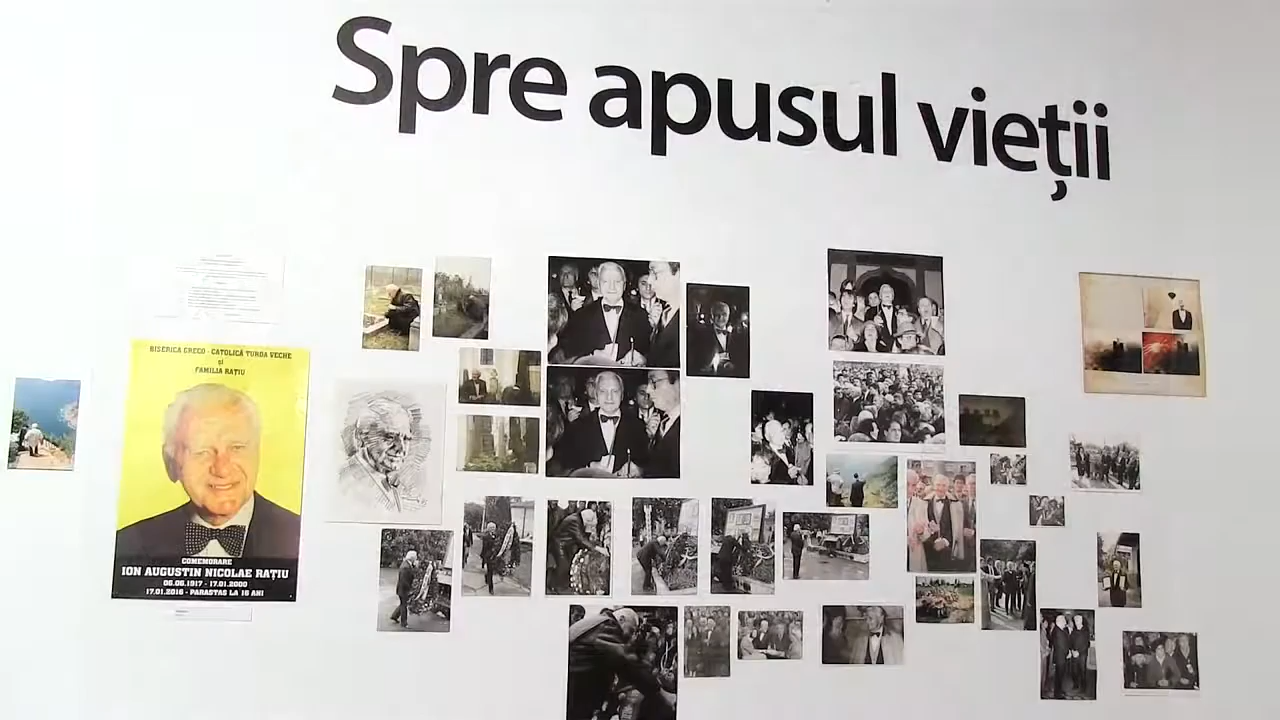 Spre apusul vieții
BISERICA GRECO - CATOLICĂ TURDA VECHE
și
FAMILIA RAȚIU
COMEMORARE
ION AUGUSTIN NICOLAE RAȚIU
06.06.1917 - 17.01.2000
17.01.2016 - PARASTAS LA 16 ANI